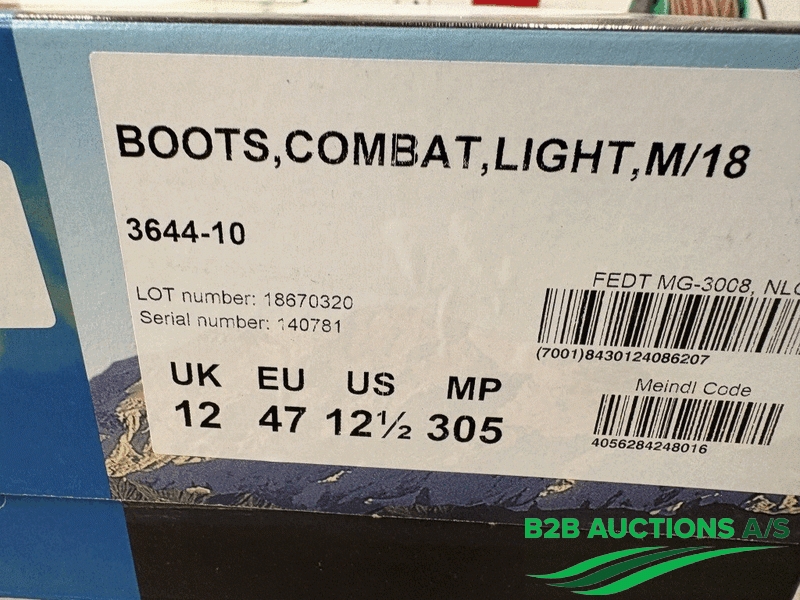 BOOTS,COMBAT,LIGHT,M/18
3644-10
LOT number: 18670320
Serial number: 140781
FEDT MG-3008, NLC
(7001)8430124086207
UK EU US MP
12 47 12½ 305
Meindl Code
4056284248016
B2B AUCTIONS A/S